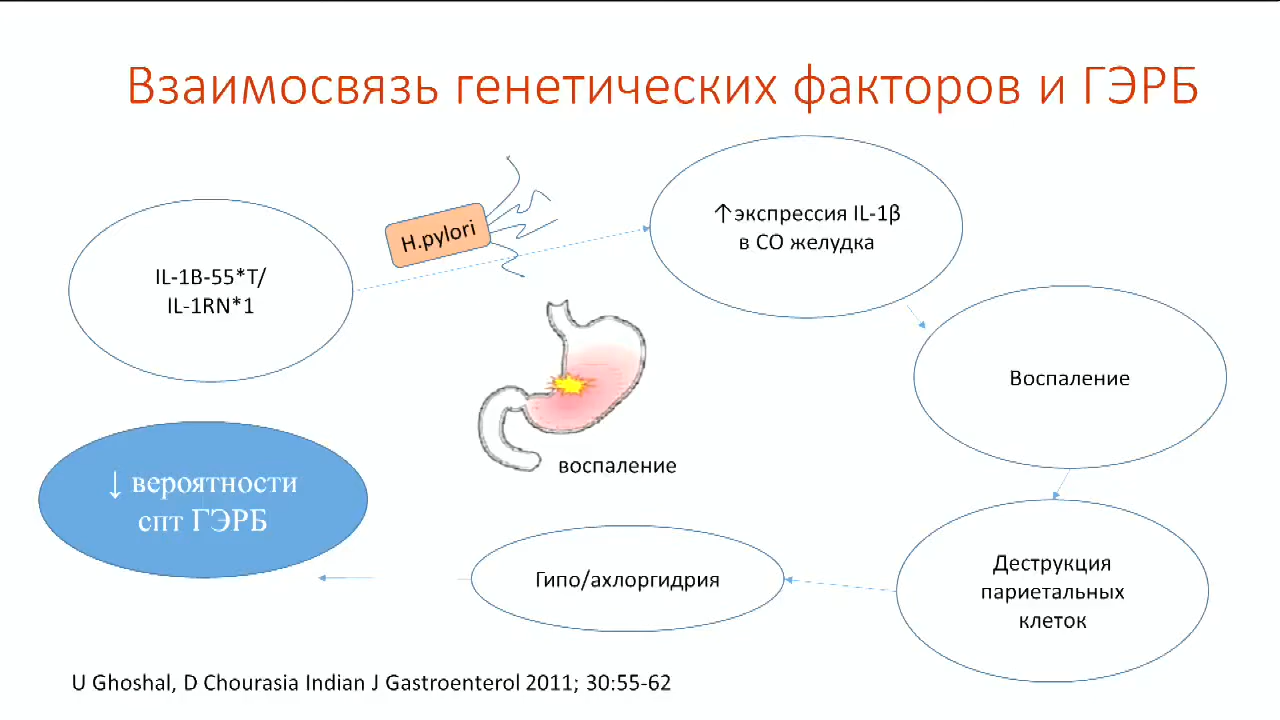 Взаимосвязь генетических факторов и ГЭРБ
IL-1B-55*T/
IL-1RN*1
H.pylori
↑экспрессия IL-1β
в СО желудка
Воспаление
воспаление
Деструкция
париетальных
клеток
Гипо/ахлоргидрия
↓ вероятности
спт ГЭРБ
U Ghoshal, D Chourasia Indian J Gastroenterol 2011; 30:55-62